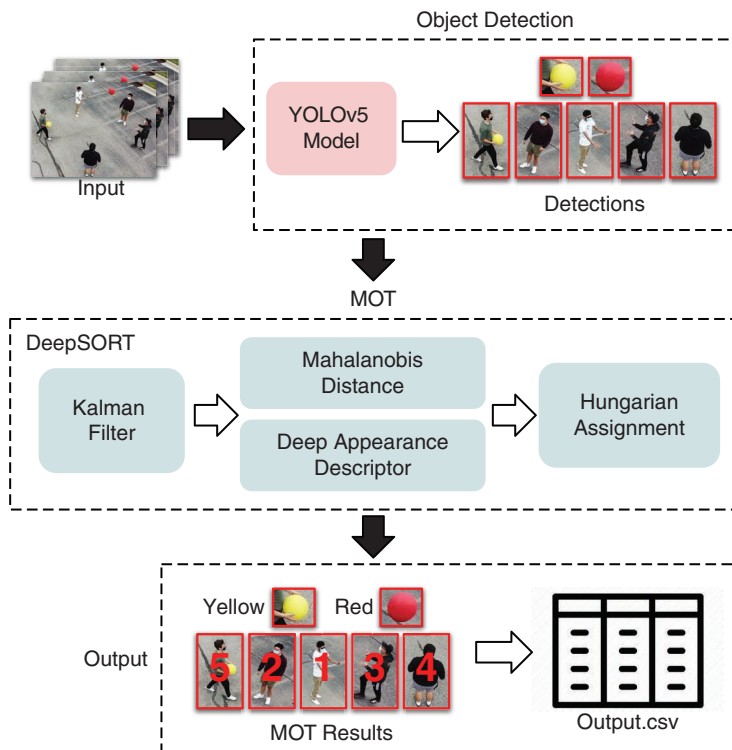 Object Detection
YOLOv5
Model
Input
Detections
MOT
DeepSORT
Kalman
Filter
Mahalanobis
Distance
Deep Appearance
Descriptor
Hungarian
Assignment
Output
Yellow
Red
5 2 1 3 4
MOT Results
Output.csv